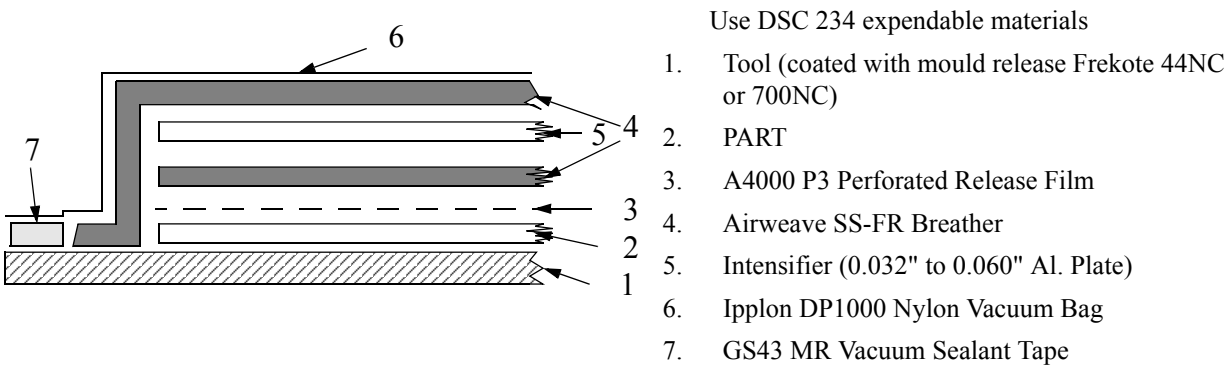 Use DSC 234 expendable materials
6
1. Tool (coated with mould release Frekote 44NC
or 700NC)
5
4
2. PART
7
3. A4000 P3 Perforated Release Film
3
4. Airweave SS-FR Breather
2
5. Intensifier (0.032" to 0.060" Al. Plate)
1
6. Ipplon DP1000 Nylon Vacuum Bag
7. GS43 MR Vacuum Sealant Tape